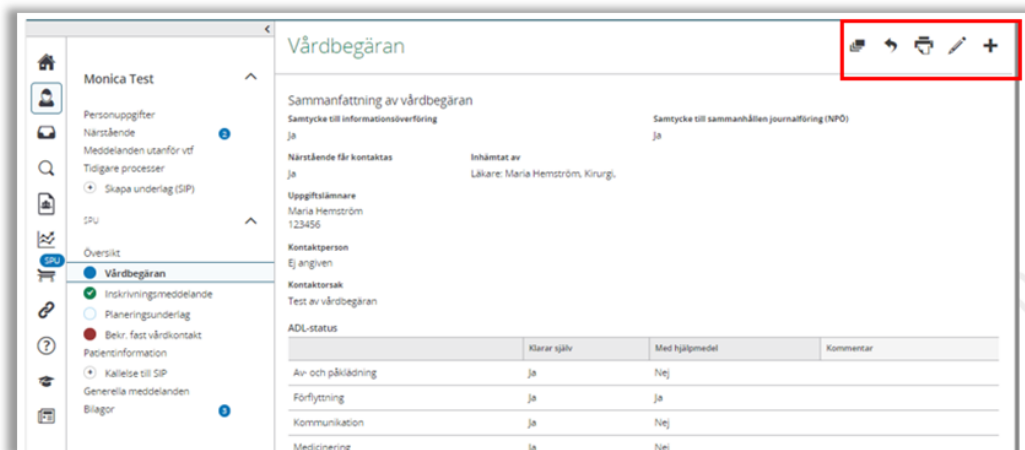 Vårdbegäran
Monica Test
Personuppgifter
Närstående 2
Meddelanden utanför vtf
Tidigare processer
Skapa underlag (SIP)
SPU
SPU
Översikt
Vårdbegäran
Inskrivningsmeddelande
Planeringsunderlag
Bekr. fast vårdkontakt
Patientinformation
Kallelse till SIP
Generella meddelanden
Bilagor 3
Sammanfattning av vårdbegäran
Samtycke till informationsöverföring Samtycke till sammanhållen journalföring (NPÖ)
Ja Ja
Närstående får kontaktas Inhämtat av
Ja Läkare: Maria Hemström, Kirurgi,
Uppgiftslämnare
Maria Hemström
123456
Kontaktperson
Ej angiven
Kontaktorsak
Test av vårdbegäran
ADL-status
Klarar själv Med hjälpmedel Kommentar
Av- och påklädning Ja Nej
Förflyttning Ja Ja
Kommunikation Ja Nej
Medicinering Ja Nej